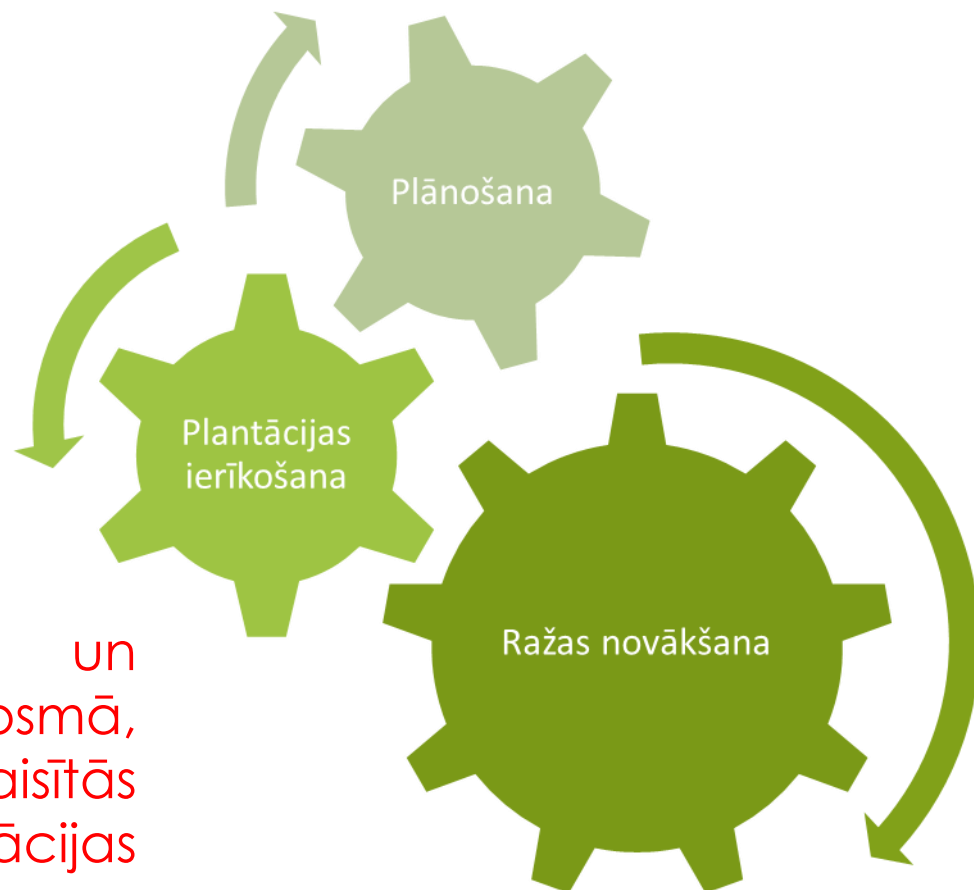 Plānošana
Plantācijas
ierīkošana
Ražas novākšana
un
osmā,
aisītās
ācijas